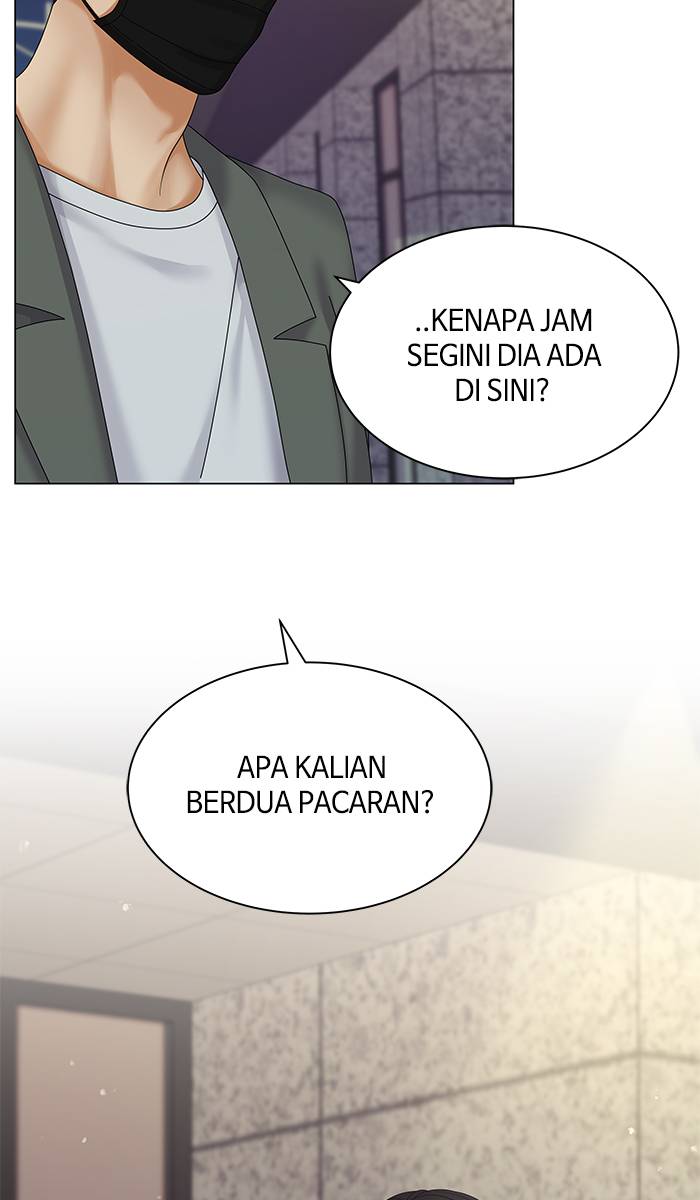 ..KENAPA JAM
SEGINI DIA ADA
DI SINI?
APA KALIAN
BERDUA PACARAN?